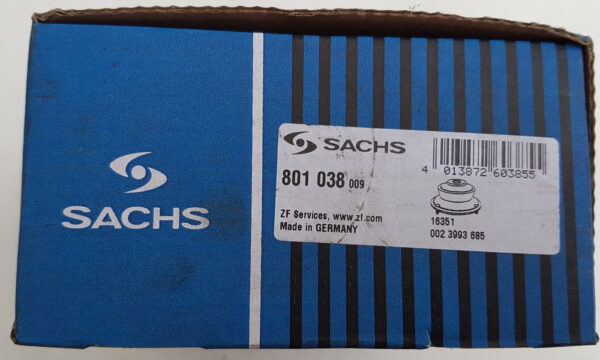 SACHS
SACHS
801 038 009
4 013872 603855
ZF Services, www.zf.com
Made in GERMANY
16351
002 3993 685